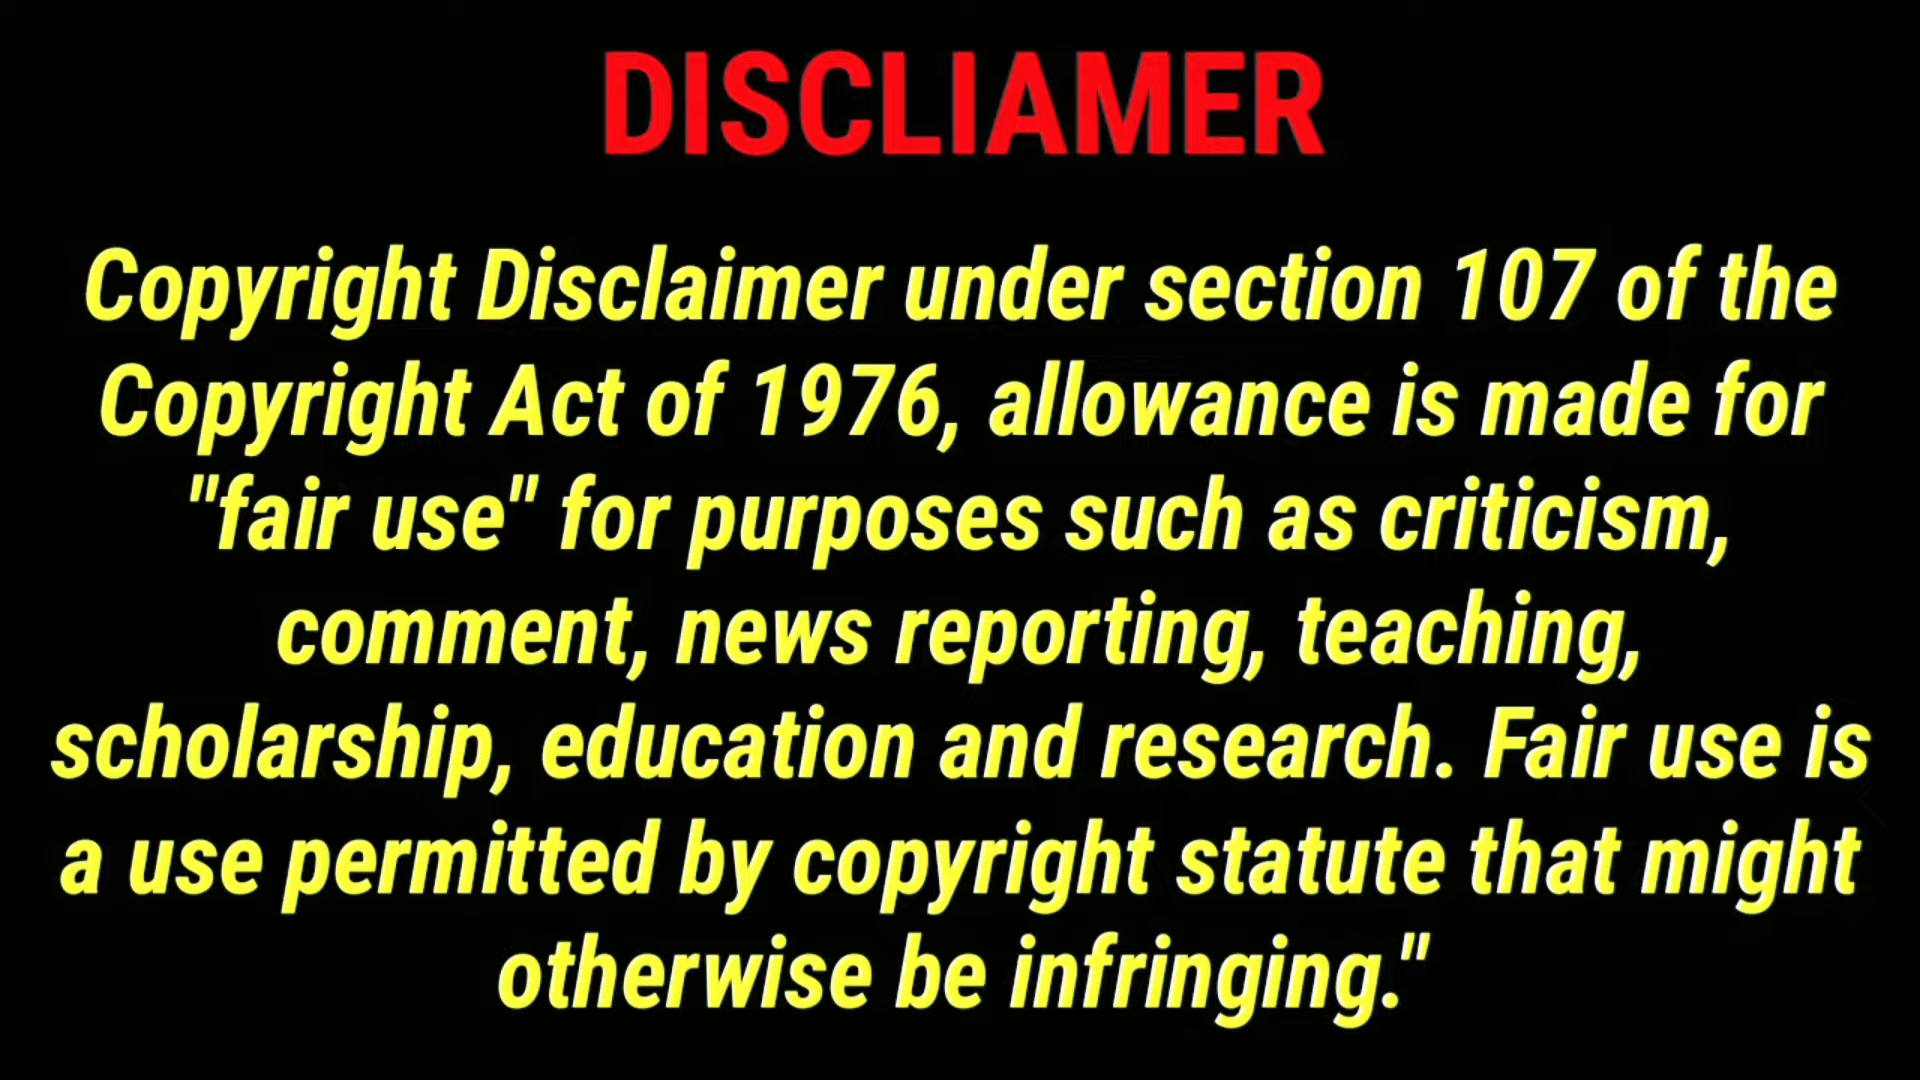 DISCLIAMER
Copyright Disclaimer under section 107 of the
Copyright Act of 1976, allowance is made for
"fair use" for purposes such as criticism,
comment, news reporting, teaching,
scholarship, education and research. Fair use is
a use permitted by copyright statute that might
otherwise be infringing."